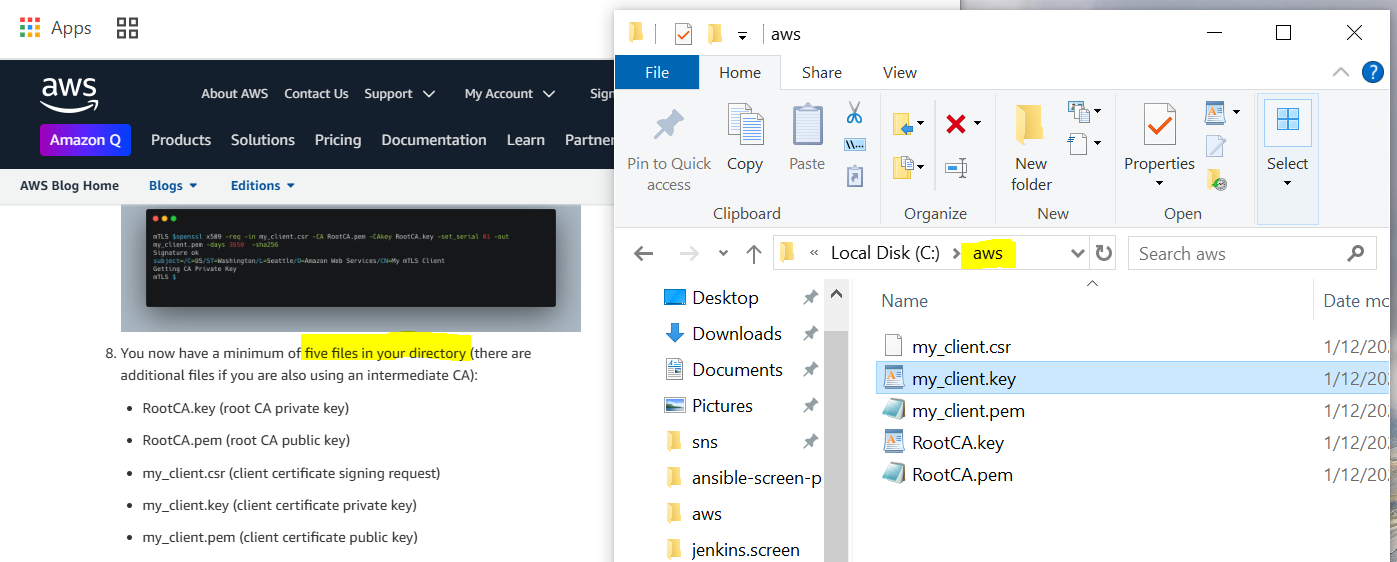 Apps
aws
About AWS Contact Us Support My Account Sign
Amazon Q Products Solutions Pricing Documentation Learn Partner
AWS Blog Home Blogs Editions
mTLS $openssl x509 -req -in my_client.csr -CA RootCA.pem -CAkey RootCA.key -set_serial 01 -out
my_client.pem -days 3650 -sha256
Signature ok
subject=/C=US/ST=Washington/L=Seattle/O=Amazon Web Services/CN=My mTLS Client
Getting CA Private Key
mTLS $
8. You now have a minimum of five files in your directory (there are
additional files if you are also using an intermediate CA):
• RootCA.key (root CA private key)
• RootCA.pem (root CA public key)
• my_client.csr (client certificate signing request)
• my_client.key (client certificate private key)
• my_client.pem (client certificate public key)
aws
File Home Share View
?
Pin to Quick
access
Copy
Paste
New
folder
Properties
Select
Clipboard Organize New Open
« Local Disk (C:) aws
Search aws
Desktop
Downloads
Documents
Pictures
sns
ansible-screen-p
aws
jenkins.screen
Name Date mo
my_client.csr 1/12/202
my_client.key 1/12/202
my_client.pem 1/12/202
RootCA.key 1/12/202
RootCA.pem 1/12/202